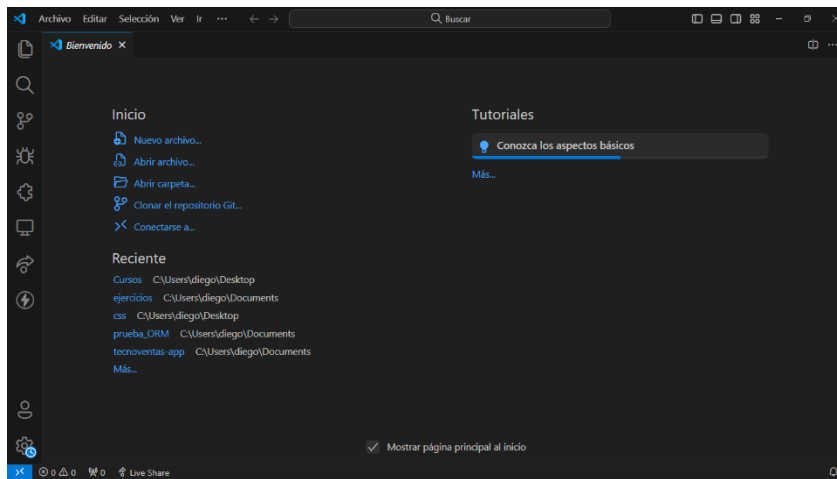 Archivo Editar Selección Ver Ir ··· Buscar
Bienvenido
Inicio
Nuevo archivo...
Abrir archivo...
Abrir carpeta...
Clonar el repositorio Git...
Conectarse a...
Reciente
Cursos C:\Users\diego\Desktop
ejercicios C:\Users\diego\Documents
css C:\Users\diego\Desktop
prueba_ORM C:\Users\diego\Documents
tecnoventas-app C:\Users\diego\Documents
Más...
Tutoriales
Conozca los aspectos básicos
Más...
Mostrar página principal al inicio
0 0 0 Live Share